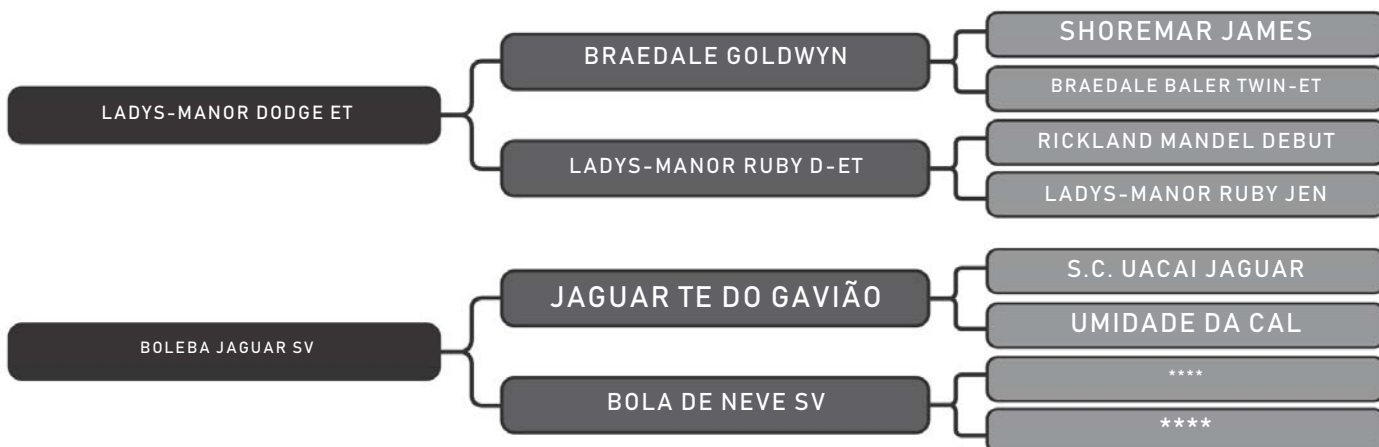 SHOREMAR JAMES
BRAEDALE GOLDWYN
BRAEDALE BALER TWIN-ET
LADYS-MANOR DODGE ET
RICKLAND MANDEL DEBUT
LADYS-MANOR RUBY D-ET
LADYS-MANOR RUBY JEN
S.C. UACAI JAGUAR
JAGUAR TE DO GAVIÃO
UMIDADE DA CAL
BOLEBA JAGUAR SV
****
BOLA DE NEVE SV
****